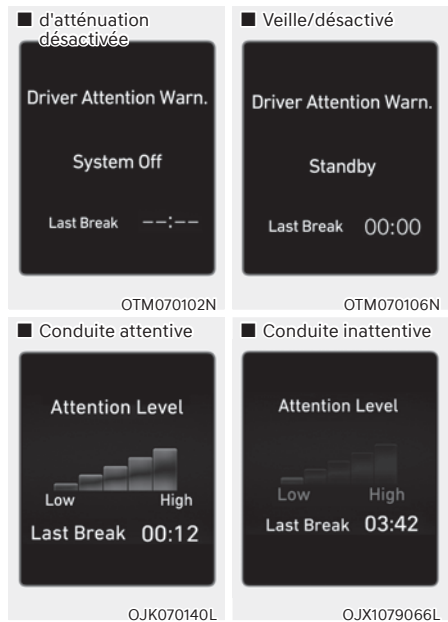 ■ d'atténuation
désactivée
Driver Attention Warn.
System Off
Last Break --:--
OTM070102N
■ Veille/désactivé
Driver Attention Warn.
Standby
Last Break 00:00
OTM070106N
■ Conduite attentive
Attention Level
Low High
Last Break 00:12
OJK070140L
■ Conduite inattentive
Attention Level
Low High
Last Break 03:42
OJX1079066L